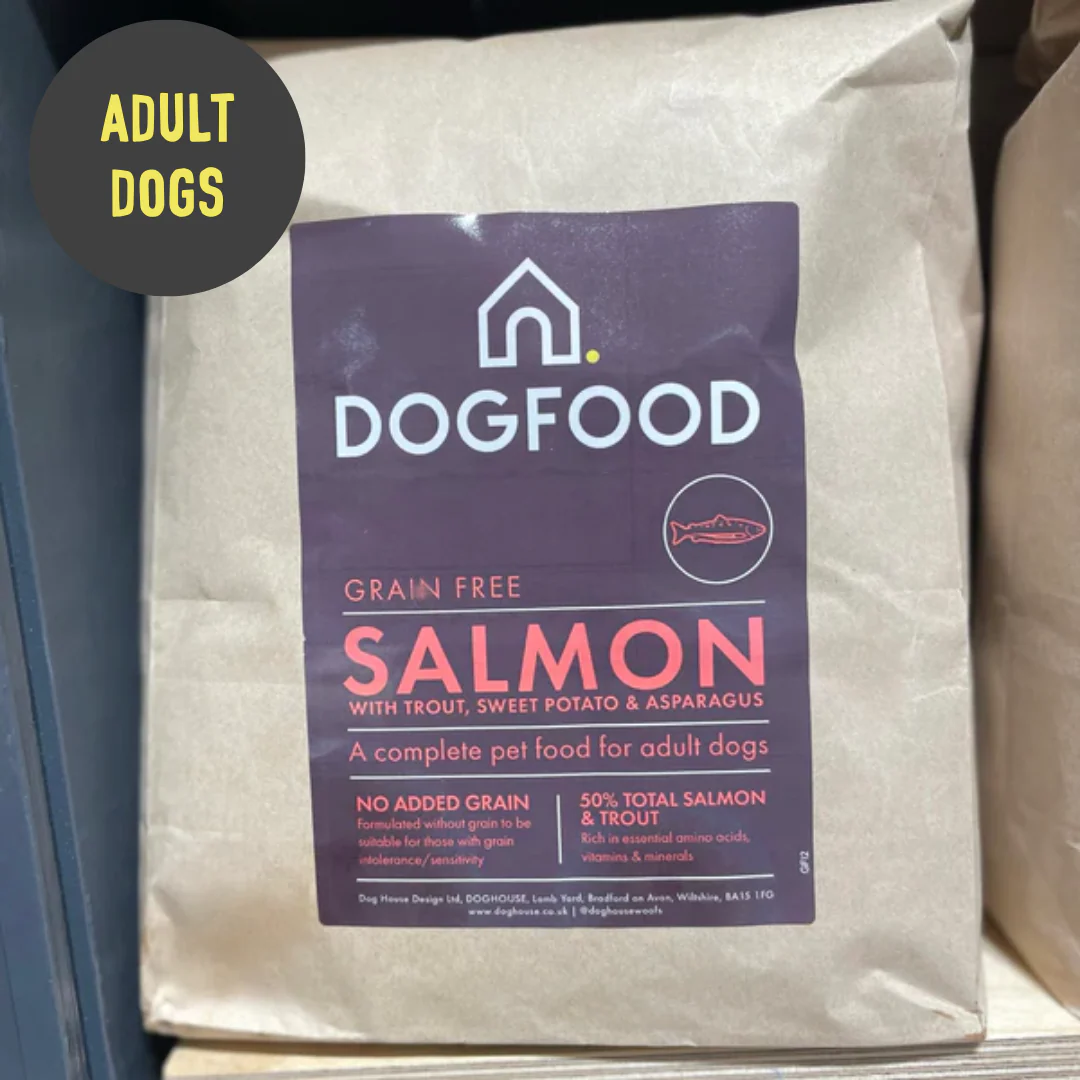 ADULT
DOGS
DOGFOOD
GRAIN FREE
SALMON
WITH TROUT, SWEET POTATO & ASPARAGUS
A complete pet food for adult dogs
NO ADDED GRAIN
Formulated without grain to be
suitable for those with grain
intolerance/sensitivity
50% TOTAL SALMON
& TROUT
Rich in essential amino acids,
vitamins & minerals
GF12
Dog House Design Ltd, DOGHOUSE, Lamb Yard, Bradford on Avon, Wiltshire, BA15 1FG
www.doghouse.co.uk | @doghousewoofs